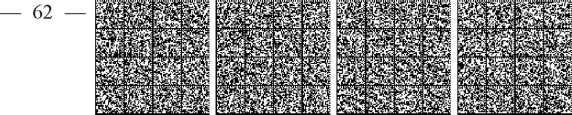 — 62 —